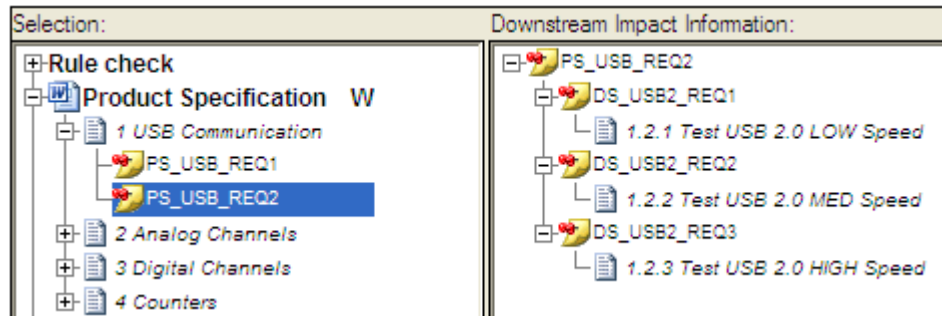 Selection:
Rule check
Product Specification W
1 USB Communication
PS_USB_REQ1
PS_USB_REQ2
2 Analog Channels
3 Digital Channels
4 Counters
Downstream Impact Information:
PS_USB_REQ2
DS_USB2_REQ1
1.2.1 Test USB 2.0 LOW Speed
DS_USB2_REQ2
1.2.2 Test USB 2.0 MED Speed
DS_USB2_REQ3
1.2.3 Test USB 2.0 HIGH Speed